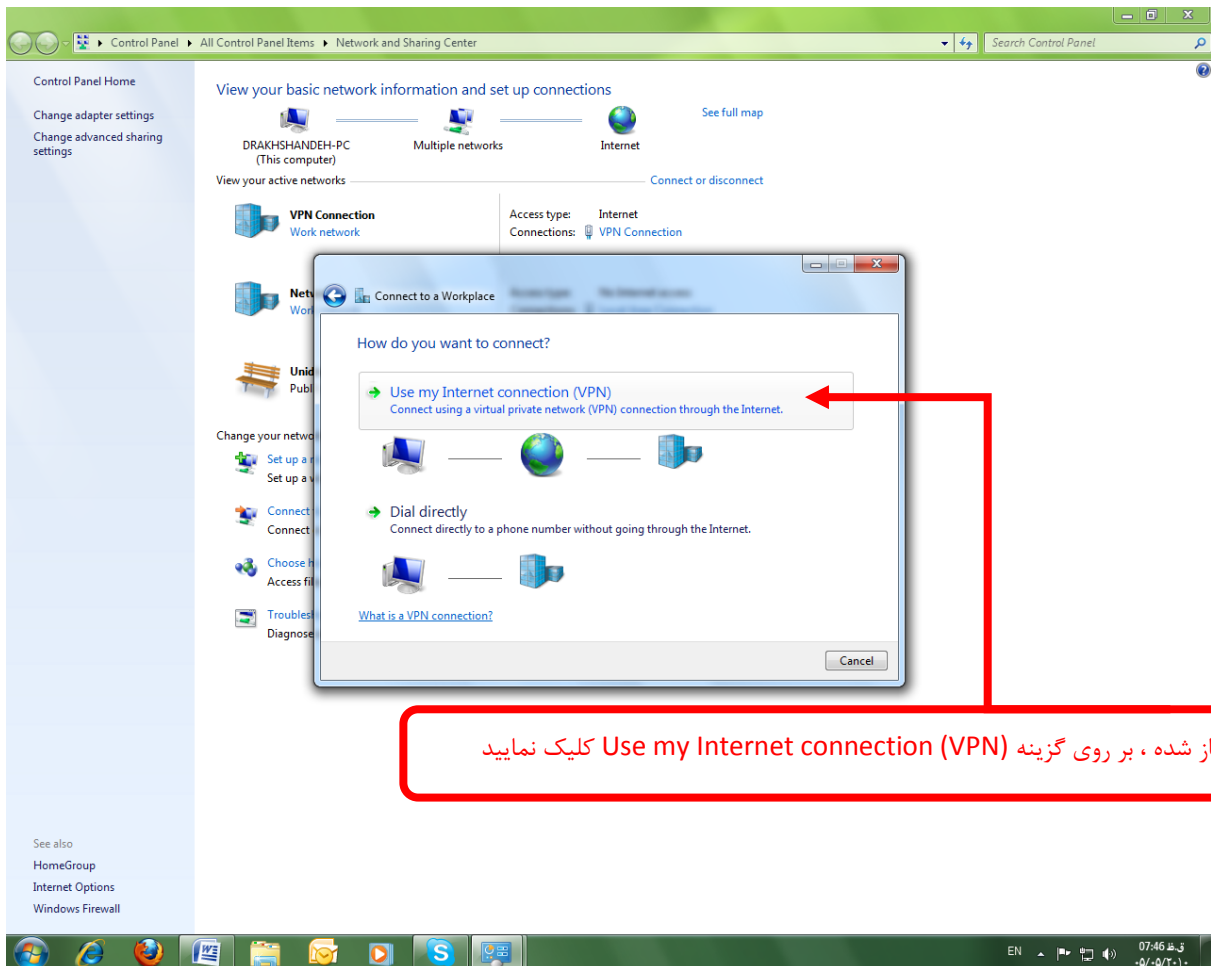 Control Panel
All Control Panel Items
Network and Sharing Center
Search Control Panel
Control Panel Home
Change adapter settings
Change advanced sharing
settings
View your basic network information and set up connections
See full map
DRAKHSHANDEH-PC
(This computer)
Multiple networks
Internet
View your active networks
Connect or disconnect
VPN Connection
Work network
Access type: Internet
Connections: VPN Connection
Connect to a Workplace
How do you want to connect?
Use my Internet connection (VPN)
Connect using a virtual private network (VPN) connection through the Internet.
Dial directly
Connect directly to a phone number without going through the Internet.
What is a VPN connection?
Cancel
Change your
Set up a
Set up a
Connect
Connect
Choose
Access
Diagnose
شده ، بر روی گزینه Use my Internet connection (VPN) کلیک نمایید
See also
HomeGroup
Internet Options
Windows Firewall
EN
07:46 ق.ظ